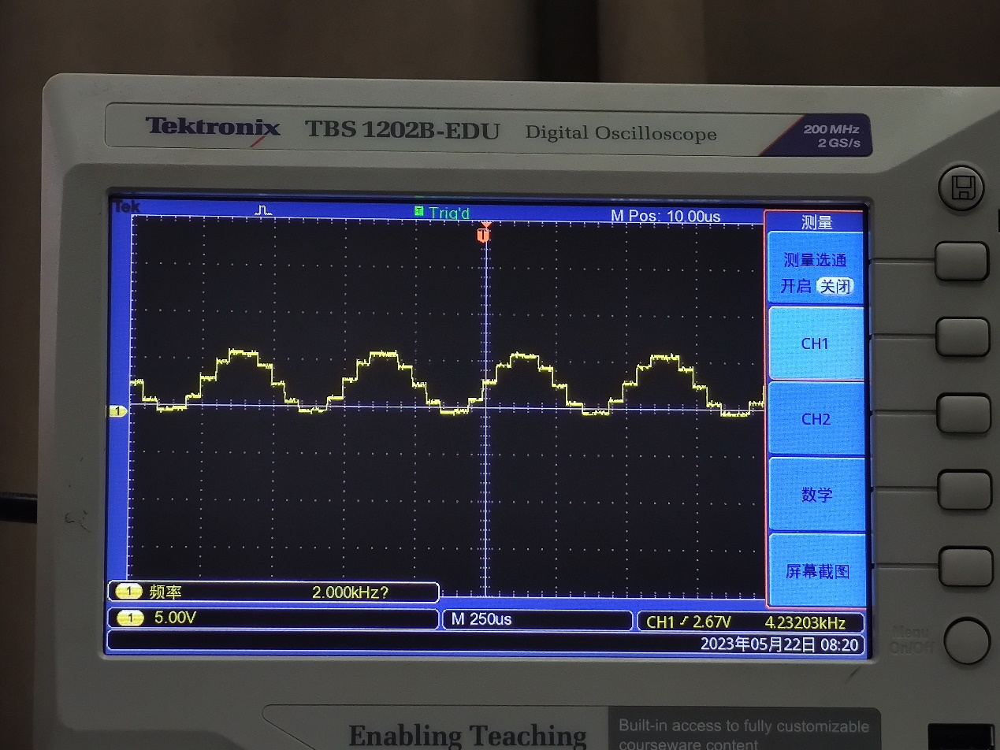 Tektronix TBS 1202B-EDU Digital Oscilloscope 200 MHz
2 GS/s
Tek T Trig'd M Pos: 10.00us
测量
T
测量选通
开启 关闭
CH1
1
CH2
数学
屏幕截图
1 频率 2.000kHz?
1 5.00V M 250us CH1 2.67V 4.23203kHz
2023年05月22日 08:20
Menu
On/Off
Enabling Teaching
Built-in access to fully customizable
courseware content